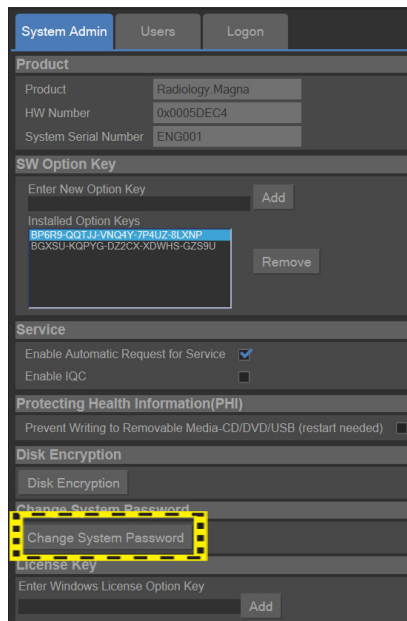 System Admin Users Logon
Product
Product Radiology Magna
HW Number 0x0005DEC4
System Serial Number ENG001
SW Option Key
Enter New Option Key
Add
Installed Option Keys
BP6R9-QQTJJ-VNQ4Y-7P4UZ-8LXNP
BGXSU-KQPYG-DZ2CX-XDWHS-GZS9U
Remove
Service
Enable Automatic Request for Service
Enable IQC
Protecting Health Information(PHI)
Prevent Writing to Removable Media-CD/DVD/USB (restart needed)
Disk Encryption
Disk Encryption
Change System Password
Change System Password
License Key
Enter Windows License Option Key
Add